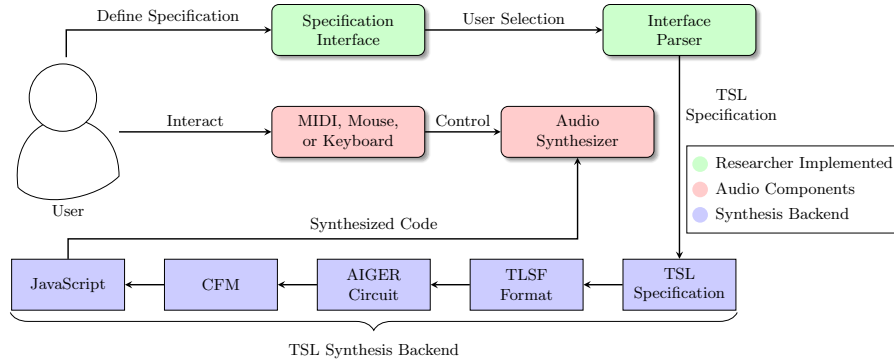 Define Specification
Specification
Interface
User Selection
Interface
Parser
TSL
Specification
Interact
MIDI, Mouse,
or Keyboard
Control
Audio
Synthesizer
User
Researcher Implemented
Audio Components
Synthesis Backend
Synthesized Code
JavaScript
CFM
AIGER
Circuit
TLSF
Format
TSL
Specification
TSL Synthesis Backend